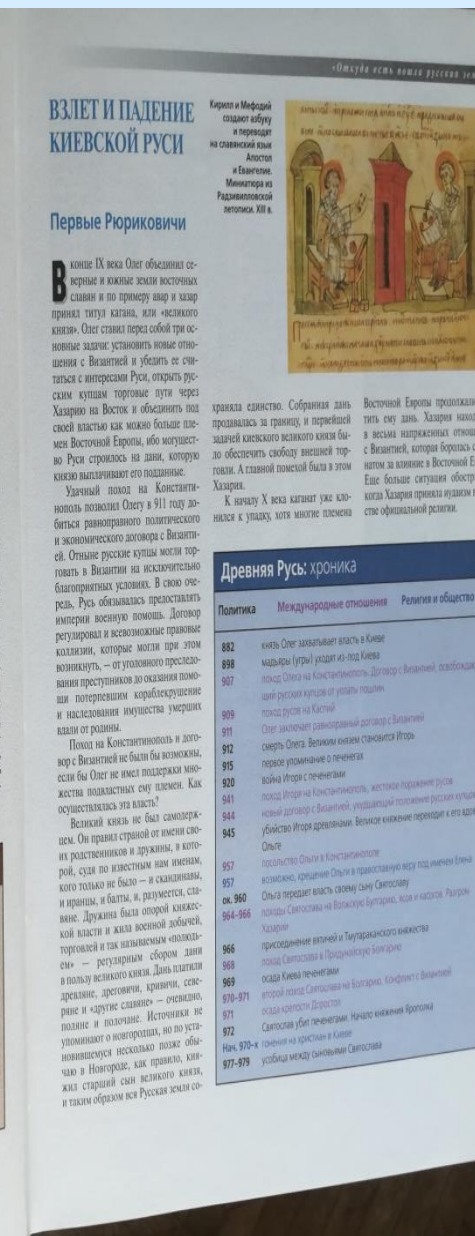 «Откуда есть пошла русская зем
ВЗЛЕТ И ПАДЕНИЕ
КИЕВСКОЙ РУСИ
Кирилл и Мефодий
создают азбуку
и переводят
на славянский язык
Апостол
и Евангелие.
Миниатюра из
Радзивилловской
летописи. XIII в.
Первые Рюриковичи
В конце IX века Олег объединил се-
верные и южные земли восточных
славян и по примеру авар и хазар
принял титул кагана, или «великого
князя». Олег ставил перед собой три ос-
новные задачи: установить новые отно-
шения с Византией и убедить ее счи-
таться с интересами Руси, открыть рус-
ским купцам торговые пути через
Хазарию на Восток и объединить под
своей властью как можно больше пле-
мен Восточной Европы, ибо могущест-
во Руси строилось на дани, которую
князю выплачивают его подданные.
Удачный поход на Константи-
нополь позволил Олегу в 911 году до-
биться равноправного политического
и экономического договора с Византи-
ей. Отныне русские купцы могли тор-
говать в Византии на исключительно
благоприятных условиях. В свою оче-
редь, Русь обязывалась предоставлять
империи военную помощь. Договор
регулировал и всевозможные правовые
коллизии, которые могли при этом
возникнуть, — от уголовного преследо-
вания преступников до оказания помо-
щи потерпевшим кораблекрушение
и наследования имущества умерших
вдали от родины.
Поход на Константинополь и дого-
вор с Византией не были бы возможны,
если бы Олег не имел поддержки мно-
жества подвластных ему племен. Как
осуществлялась эта власть?
Великий князь не был самодерж-
цем. Он правил страной от имени сво-
их родственников и дружины, в кото-
рой, судя по известным нам именам,
кого только не было — и скандинавы,
и иранцы, и балты, и, разумеется, сла-
вяне. Дружина была опорой княжес-
кой власти и жила военной добычей,
торговлей и так называемым «полюдь-
ем» — регулярным сбором дани
в пользу великого князя. Дань платили
древляне, дреговичи, кривичи, севе-
ряне и «другие славяне» — очевидно,
поляне и полочане. Источники не
упоминают о новгородцах, но по уста-
новившемуся несколько позже обы-
чаю в Новгороде, как правило, кня-
жил старший сын великого князя,
и таким образом вся Русская земля со-
храняла единство. Собранная дань
продавалась за границу, и первейшей
задачей киевского великого князя бы-
ло обеспечить свободу внешней тор-
говли. А главной помехой была в этом
Хазария.
К началу X века каганат уже кло-
нился к упадку, хотя многие племена
Восточной Европы продолжали
тить ему дань. Хазария наход
в весьма напряженных отнош
с Византией, которая боролась с
натом за влияние в Восточной Е
Еще больше ситуация обостр
когда Хазария приняла иудаизм в
стве официальной религии.
Древняя Русь: хроника
Политика Международные отношения Религия и общество
882 князь Олег захватывает власть в Киеве
898 мадьяры (угры) уходят из-под Киева
907 поход Олега на Константинополь. Договор с Византией, освобождаю
щий русских купцов от уплаты пошлин
909 поход русов на Каспий
911 Олег заключает равноправный договор с Византией
912 смерть Олега. Великим князем становится Игорь
915 первое упоминание о печенегах
920 война Игоря с печенегами
941 поход Игоря на Константинополь, жестокое поражение русов
944 новый договор с Византией, ухудшающий положение русских купцов
945 убийство Игоря древлянами. Великое княжение переходит к его вдов
Ольге
957 посольство Ольги в Константинополе
957 возможно, крещение Ольги в православную веру под именем Елена
ок. 960 Ольга передает власть своему сыну Святославу
964–966 походы Святослава на Волжскую Булгарию, ясов и касогов. Разгром
Хазарии
966 присоединение вятичей и Тмутараканского княжества
968 поход Святослава в Придунайскую Болгарию
969 осада Киева печенегами
970–971 второй поход Святослава на Болгарию. Конфликт с Византией
971 осада крепости Доростол
972 Святослав убит печенегами. Начало княжения Ярополка
Нач. 970-х гонения на христиан в Киеве
977–979 усобица между сыновьями Святослава